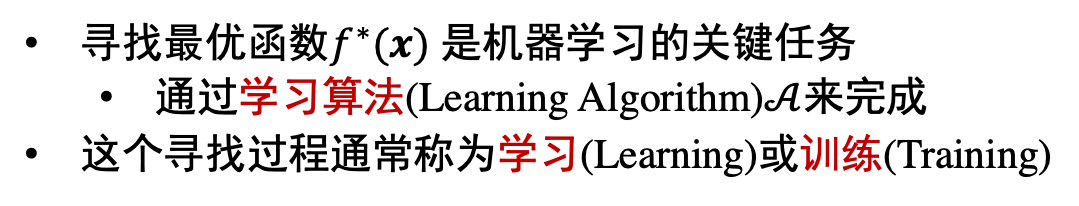 • 寻找最优函数𝑓*(𝒙) 是机器学习的关键任务
• 通过学习算法(Learning Algorithm)𝒜来完成
• 这个寻找过程通常称为学习(Learning)或训练(Training)